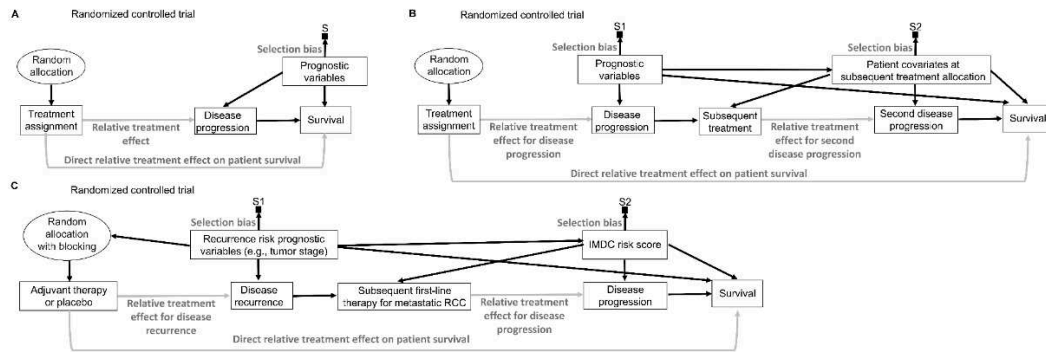 A
Randomized controlled trial
S
Selection bias
Random
allocation
Prognostic
variables
Treatment
assignment
Relative treatment
effect
Disease
progression
Survival
Direct relative treatment effect on patient survival
B
Randomized controlled trial
S1
S2
Selection bias
Selection bias
Random
allocation
Prognostic
variables
Patient covariates at
subsequent treatment allocation
Treatment
assignment
Relative treatment
effect for disease
progression
Disease
progression
Subsequent
treatment
Relative treatment
effect for second
disease progression
Second disease
progression
Survival
Direct relative treatment effect on patient survival
C
Randomized controlled trial
S1
S2
Selection bias
Selection bias
Random
allocation
with blocking
Recurrence risk prognostic
variables (e.g., tumor stage)
IMDC risk score
Adjuvant therapy
or placebo
Relative treatment
effect for disease
recurrence
Disease
recurrence
Subsequent first-line
therapy for metastatic RCC
Relative treatment
effect for disease
progression
Disease
progression
Survival
Direct relative treatment effect on patient survival